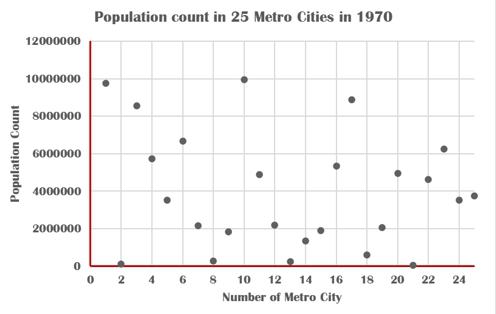 Population count in 25 Metro Cities in 1970
12000000
10000000
8000000
6000000
4000000
2000000
0
Population Count
0 2 4 6 8 10 12 14 16 18 20 22 24
Number of Metro City